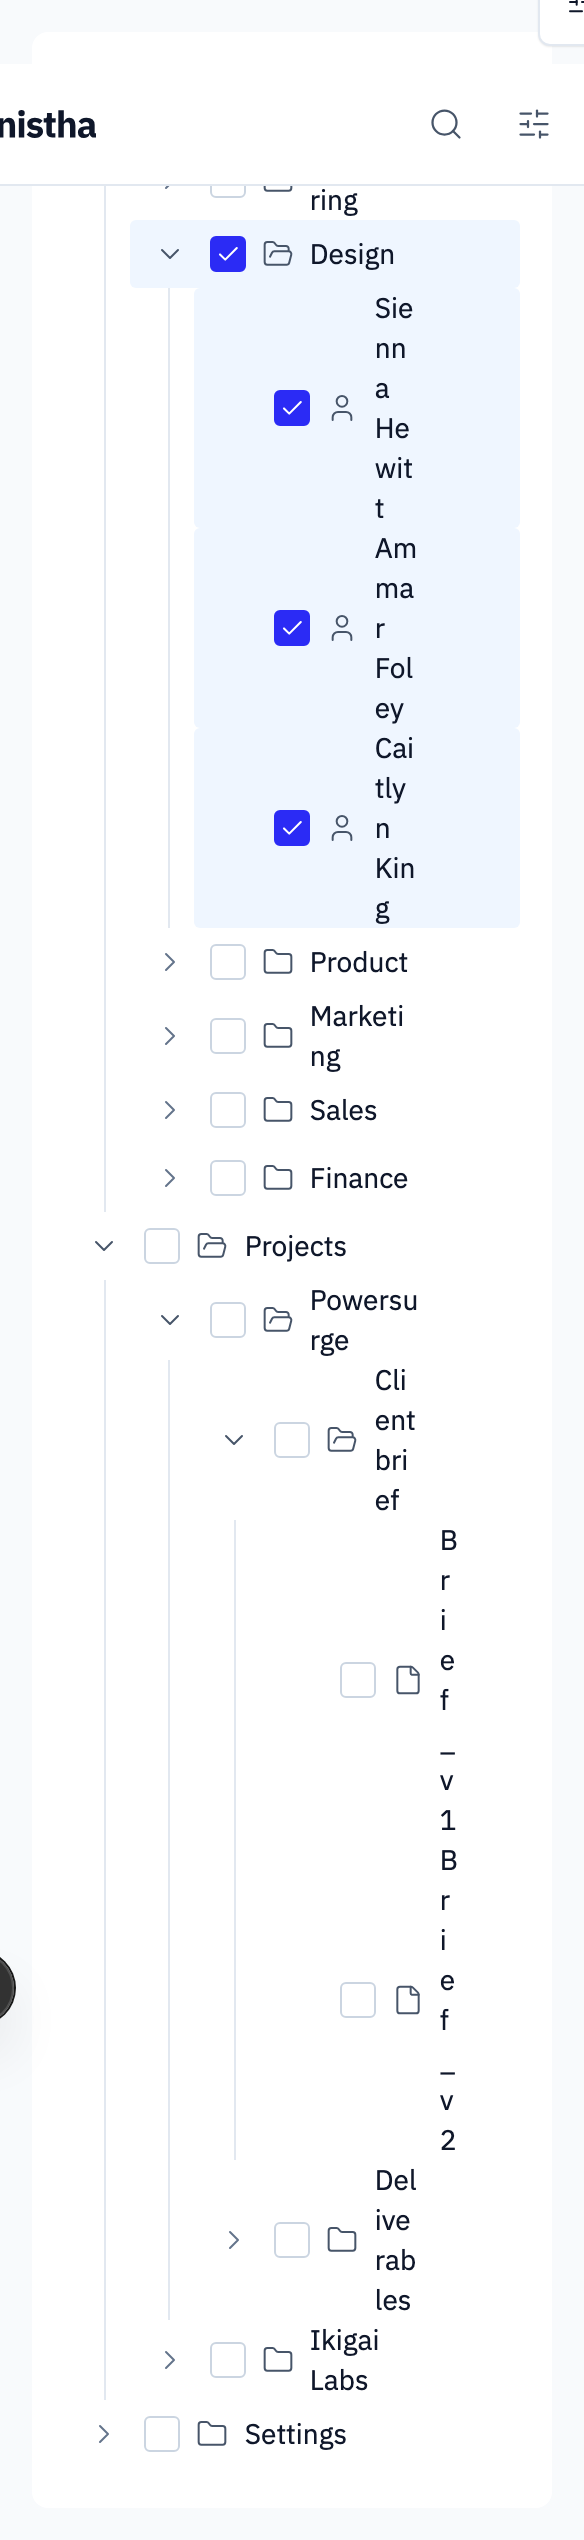 nistha
ring
Design
Sie
nn
a
He
wit
t
Am
ma
r
Fol
ey
Cai
tly
n
Kin
g
Product
Marketi
ng
Sales
Finance
Projects
Powersu
rge
Cli
ent
bri
ef
B
r
i
e
f
_
v
1
B
r
i
e
f
_
v
2
Del
ive
rab
les
Ikigai
Labs
Settings